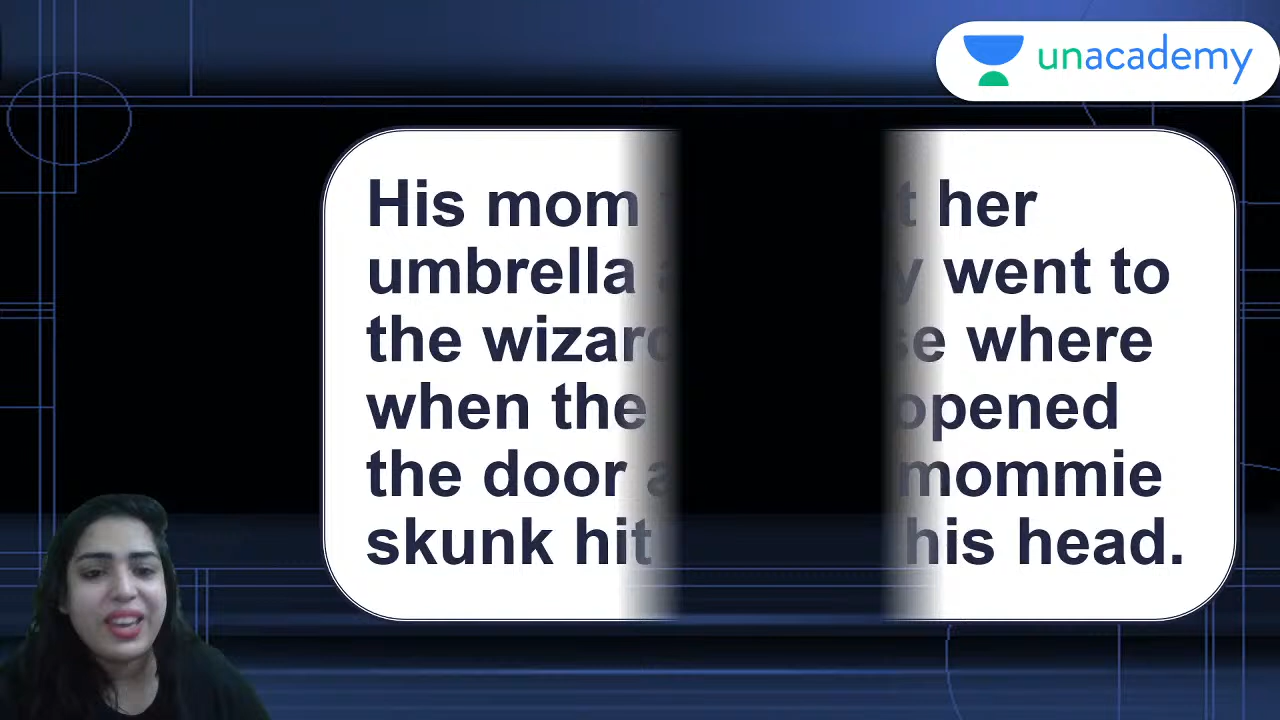 unacademy
His mom her
umbrella went to
the wizard where
when the opened
the door mommie
skunk hit his head.